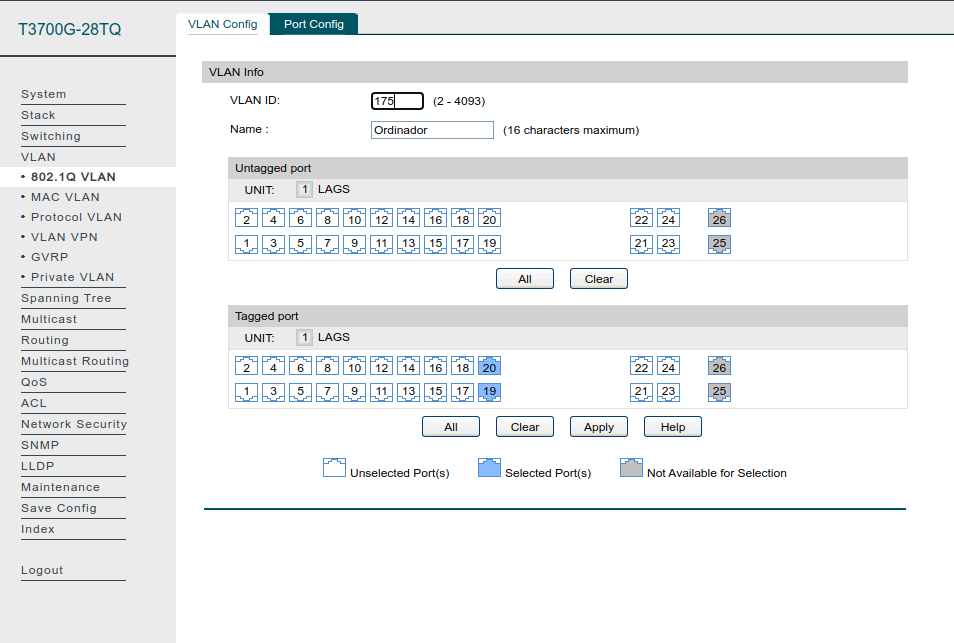 T3700G-28TQ
VLAN Config Port Config
System
Stack
Switching
VLAN
• 802.1Q VLAN
• MAC VLAN
• Protocol VLAN
• VLAN VPN
• GVRP
• Private VLAN
Spanning Tree
Multicast
Routing
Multicast Routing
QoS
ACL
Network Security
SNMP
LLDP
Maintenance
Save Config
Index
Logout
VLAN Info
VLAN ID: 175 (2 - 4093)
Name : Ordinador (16 characters maximum)
Untagged port
UNIT: 1 LAGS
2 4 6 8 10 12 14 16 18 20 22 24 26
1 3 5 7 9 11 13 15 17 19 21 23 25
All Clear
Tagged port
UNIT: 1 LAGS
2 4 6 8 10 12 14 16 18 20 22 24 26
1 3 5 7 9 11 13 15 17 19 21 23 25
All Clear Apply Help
Unselected Port(s) Selected Port(s) Not Available for Selection